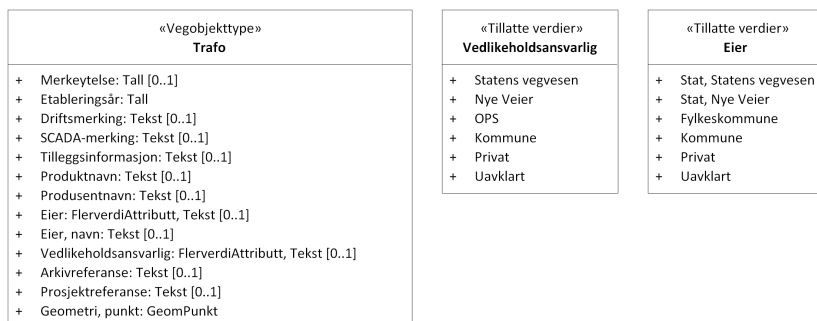 «Vegobjekttype»
Trafo
+ Merkeytelse: Tall [0..1]
+ Etableringsår: Tall
+ Driftsmerking: Tekst [0..1]
+ SCADA-merking: Tekst [0..1]
+ Tilleggsinformasjon: Tekst [0..1]
+ Produktnavn: Tekst [0..1]
+ Produsentnavn: Tekst [0..1]
+ Eier: FlerverdiAttributt, Tekst [0..1]
+ Eier, navn: Tekst [0..1]
+ Vedlikeholdsansvarlig: FlerverdiAttributt, Tekst [0..1]
+ Arkivreferanse: Tekst [0..1]
+ Prosjektreferanse: Tekst [0..1]
+ Geometri, punkt: GeomPunkt
«Tillatte verdier»
Vedlikeholdsansvarlig
+ Statens vegvesen
+ Nye Veier
+ OPS
+ Kommune
+ Privat
+ Uavklart
«Tillatte verdier»
Eier
+ Stat, Statens vegvesen
+ Stat, Nye Veier
+ Fylkeskommune
+ Kommune
+ Privat
+ Uavklart